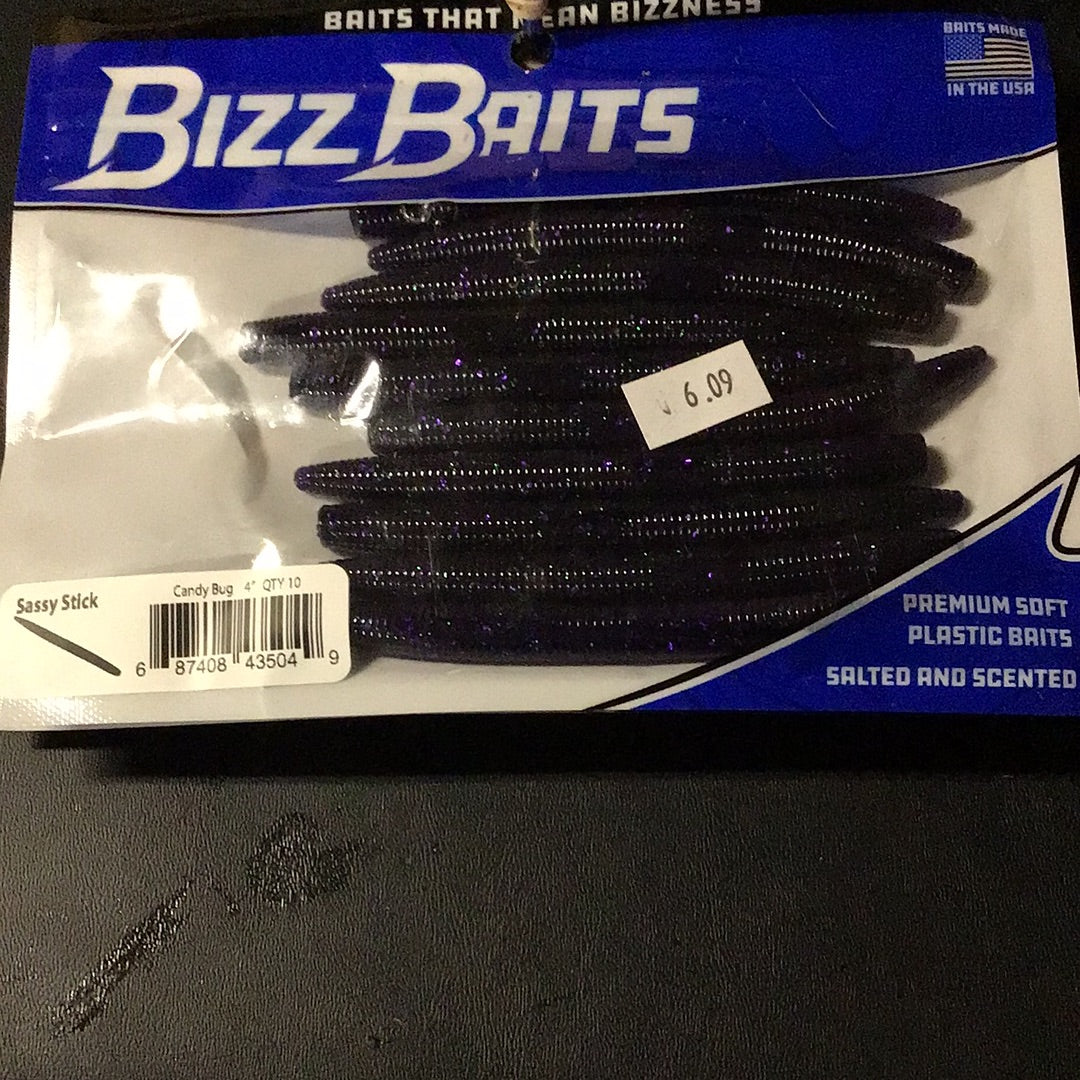 BAITS THAT MEAN BIZZNESS
BAITS MADE
IN THE USA
BIZZ BAITS
6.09
Candy Bug 4" QTY 10
Sassy Stick
6 87408 43504 9
PREMIUM SOFT
PLASTIC BAITS
SALTED AND SCENTED